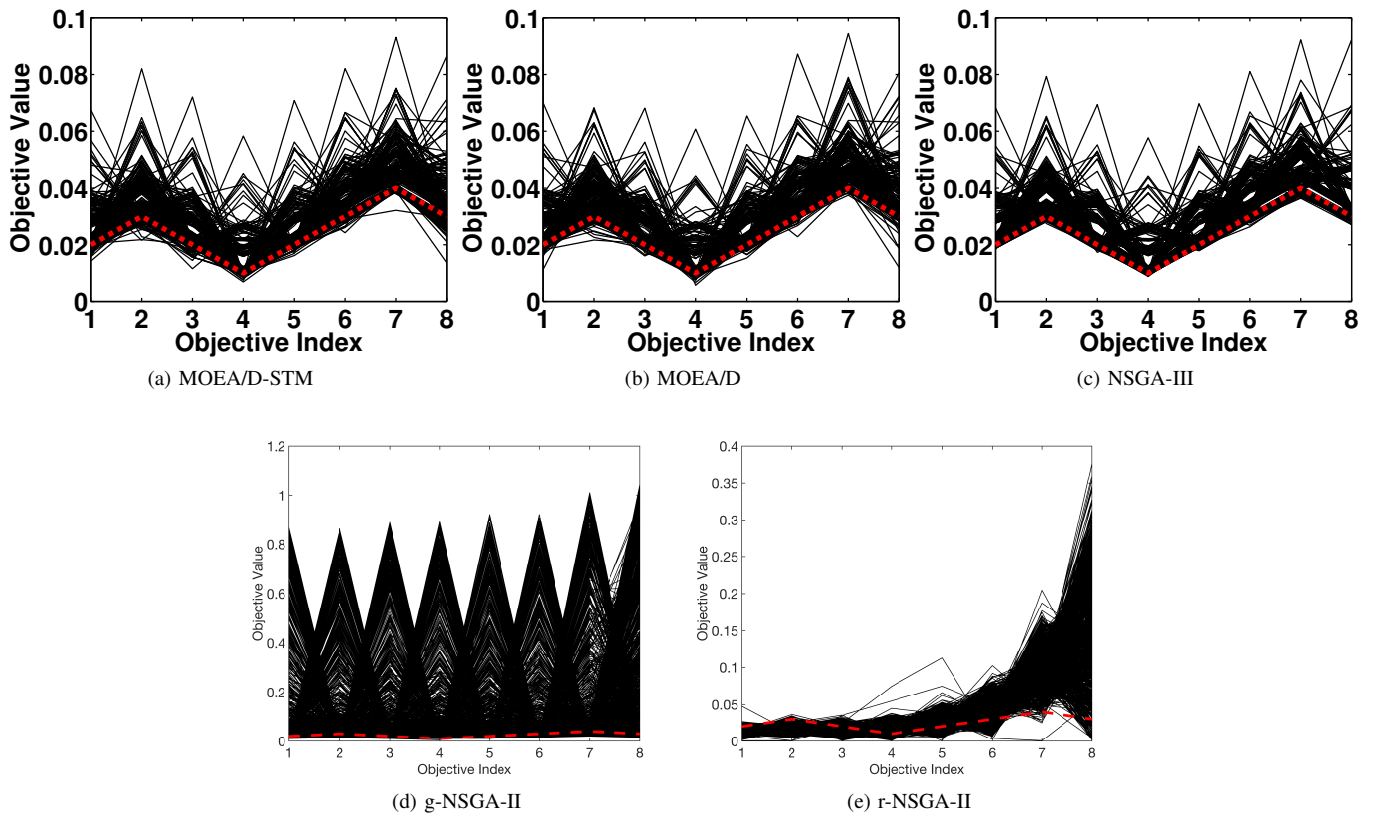 0.1
0.08
0.06
0.04
0.02
0
Objective Value
1 2 3 4 5 6 7 8
Objective Index
(a) MOEA/D-STM
0.1
0.08
0.06
0.04
0.02
0
Objective Value
1 2 3 4 5 6 7 8
Objective Index
(b) MOEA/D
0.1
0.08
0.06
0.04
0.02
0
Objective Value
1 2 3 4 5 6 7 8
Objective Index
(c) NSGA-III
1.2
1
0.8
0.6
0.4
0.2
0
Objective Value
1 2 3 4 5 6 7 8
Objective Index
(d) g-NSGA-II
0.4
0.35
0.3
0.25
0.2
0.15
0.1
0.05
0
Objective Value
1 2 3 4 5 6 7 8
Objective Index
(e) r-NSGA-II